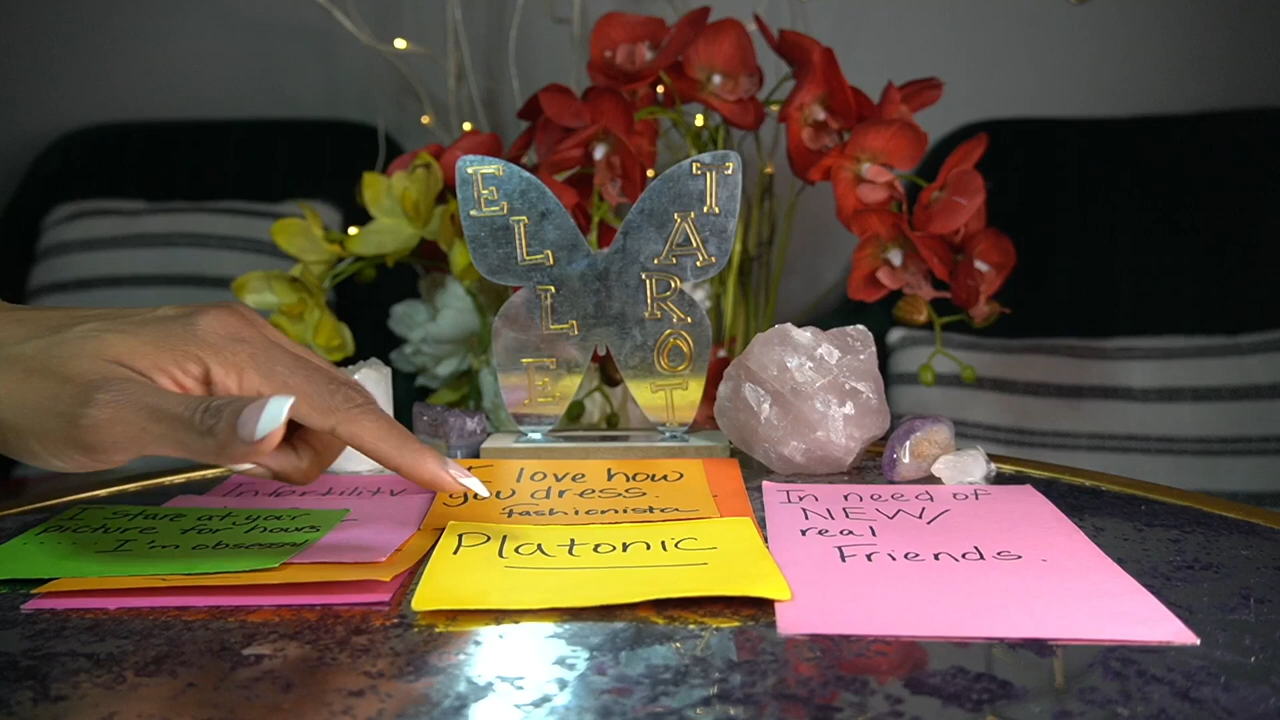 ELLE
TAROT
I love how
you dress.
fashionista
Infertility
I stare at your
picture for hours
I'm obsessed
Platonic
In need of
NEW/
real
Friends.